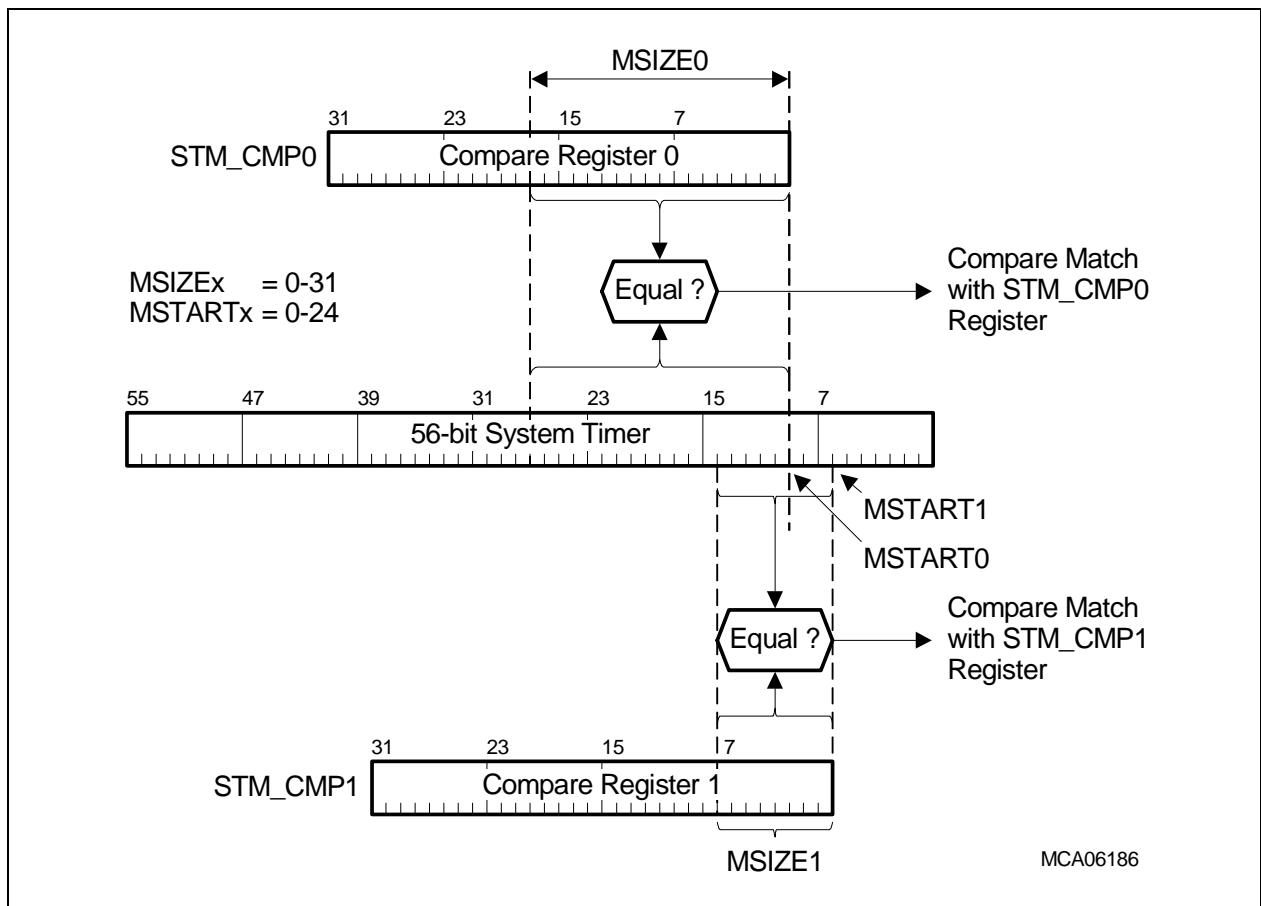 MSIZE0
31 23 15 7
STM_CMP0 Compare Register 0
MSIZEx = 0-31
MSTARTx = 0-24
Equal ?
Compare Match
with STM_CMP0
Register
55 47 39 31 23 15 7
56-bit System Timer
MSTART1
MSTART0
Equal ?
Compare Match
with STM_CMP1
Register
31 23 15 7
STM_CMP1 Compare Register 1
MSIZE1
MCA06186